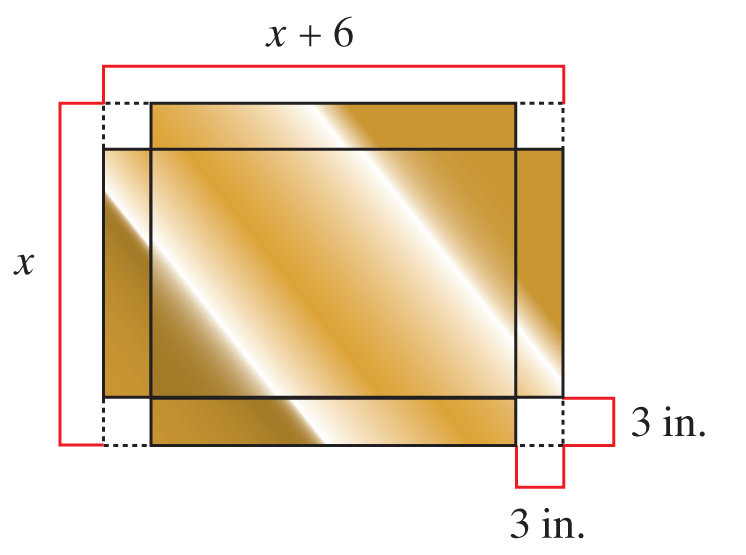 x + 6
x
3 in.
3 in.